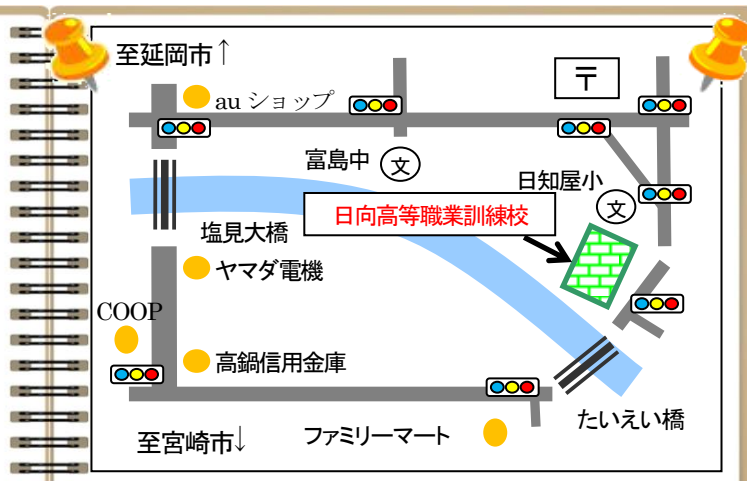 至延岡市↑
auショップ
〒
富島中
文
日知屋小
文
日向高等職業訓練校
塩見大橋
ヤマダ電機
COOP
高鍋信用金庫
たいえい橋
至宮崎市↓
ファミリーマート